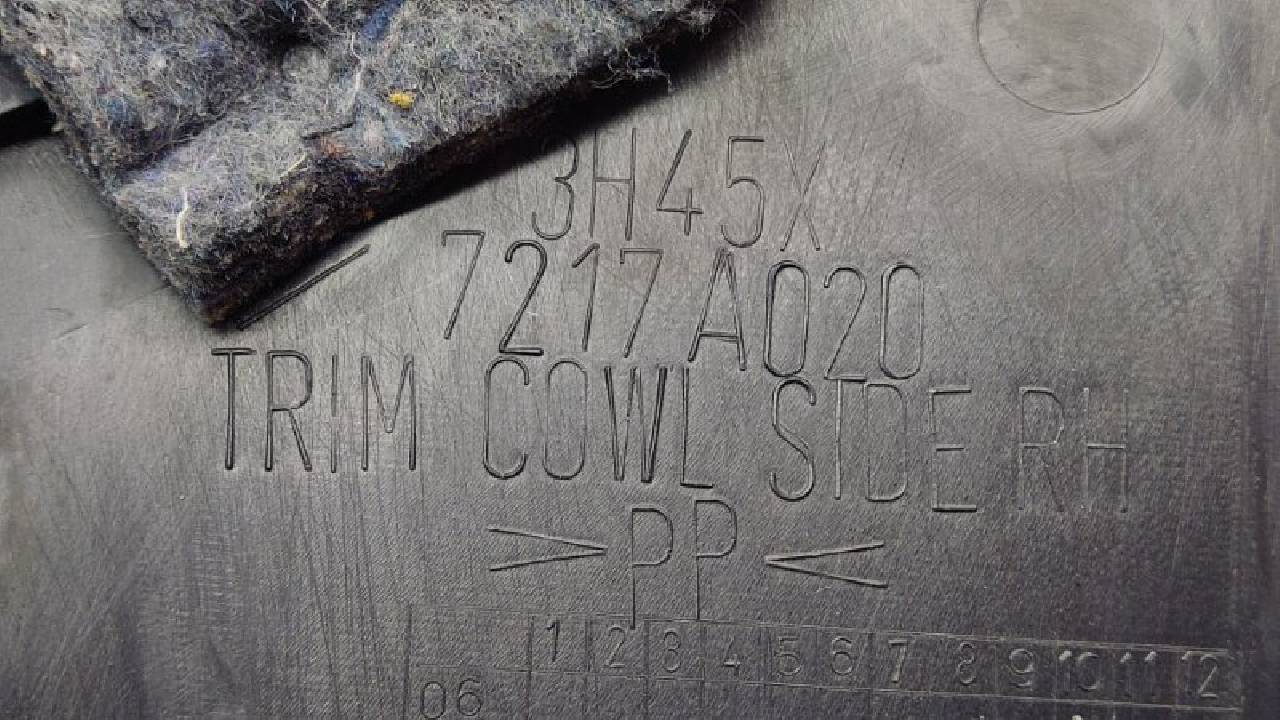 3H45X
7217A020
TRIM COWL SIDE RH
>PP<
1 2 3 4 5 6 7 8 9 10 11 12
06